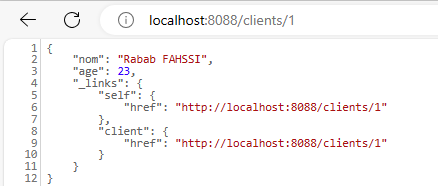 localhost:8088/clients/1
1 {
2 "nom": "Rabab FAHSSI",
3 "age": 23,
4 "_links": {
5 "self": {
6 "href": "http://localhost:8088/clients/1"
7 },
8 "client": {
9 "href": "http://localhost:8088/clients/1"
10 }
11 }
12 }